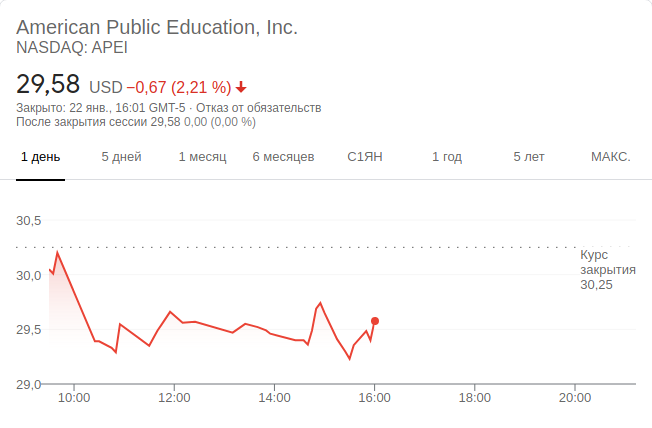 American Public Education, Inc.
NASDAQ: APEI
29,58 USD −0,67 (2,21 %)
Закрыто: 22 янв., 16:01 GMT-5 · Отказ от обязательств
После закрытия сессии 29,58 0,00 (0,00 %)
1 день 5 дней 1 месяц 6 месяцев С1ЯН 1 год 5 лет МАКС.
30,5
Курс
закрытия
30,25
30,0
29,5
29,0
10:00 12:00 14:00 16:00 18:00 20:00